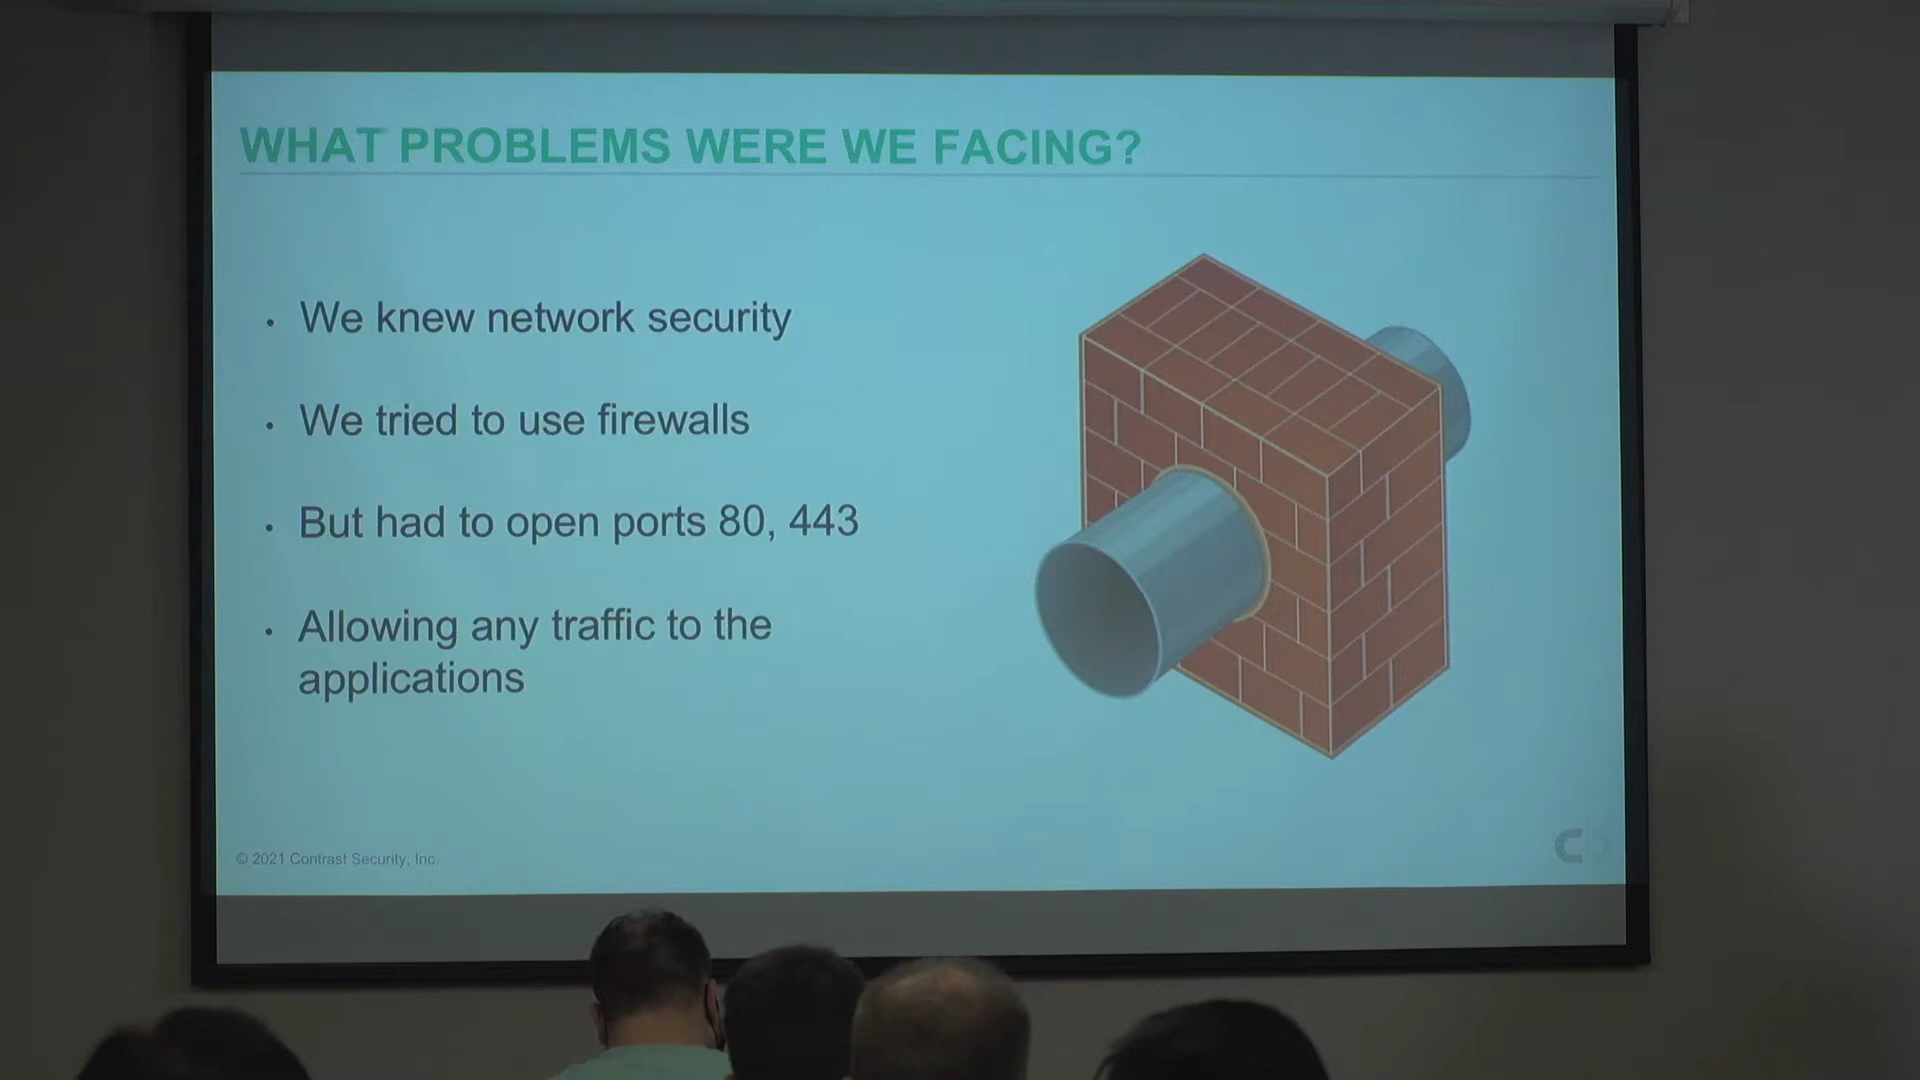 WHAT PROBLEMS WERE WE FACING?
• We knew network security
• We tried to use firewalls
• But had to open ports 80, 443
• Allowing any traffic to the
applications
© 2021 Contrast Security, Inc.